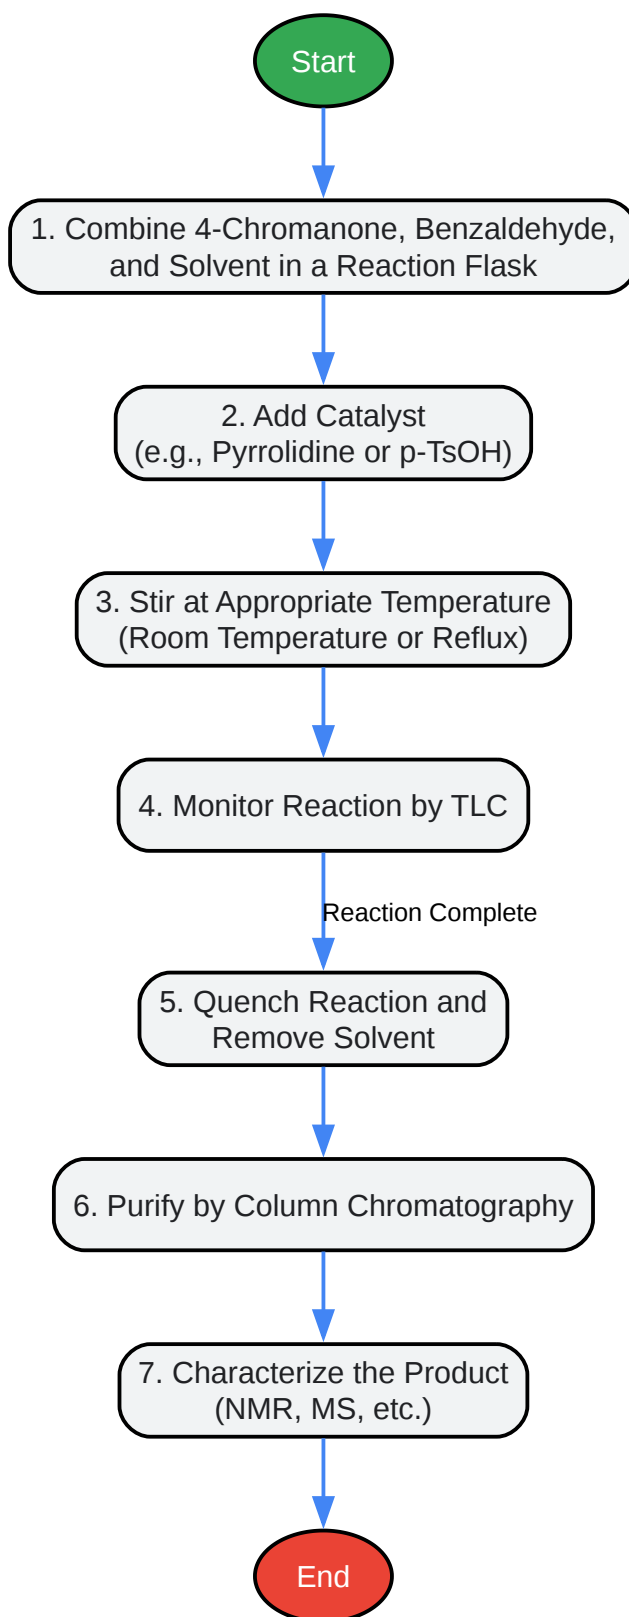 Start
1. Combine 4-Chromanone, Benzaldehyde,
and Solvent in a Reaction Flask
2. Add Catalyst
(e.g., Pyrrolidine or p-TsOH)
3. Stir at Appropriate Temperature
(Room Temperature or Reflux)
4. Monitor Reaction by TLC
Reaction Complete
5. Quench Reaction and
Remove Solvent
6. Purify by Column Chromatography
7. Characterize the Product
(NMR, MS, etc.)
End